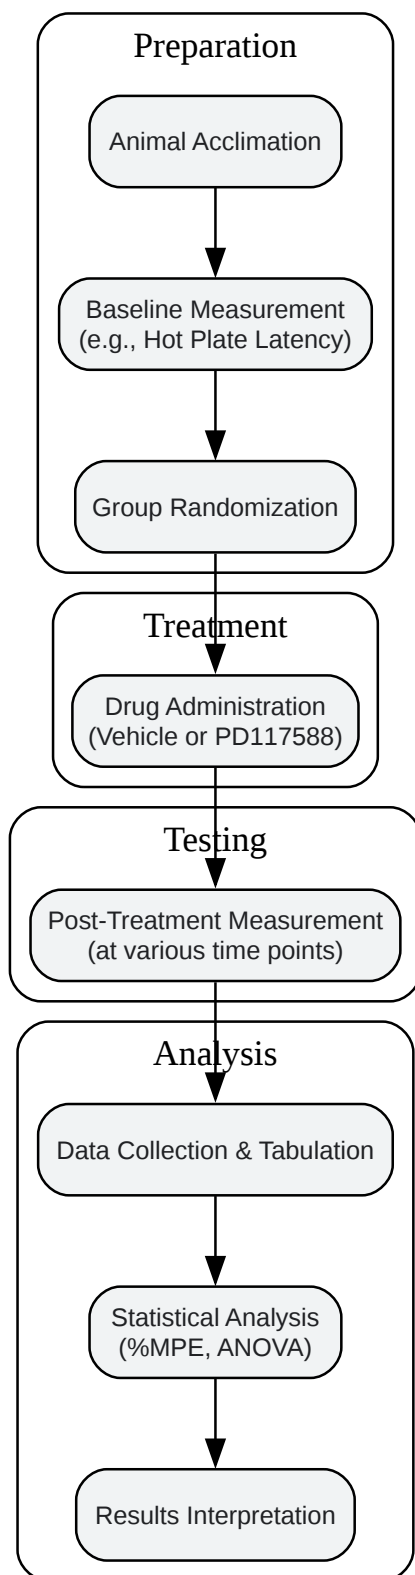 Preparation
Animal Acclimation
Baseline Measurement
(e.g., Hot Plate Latency)
Group Randomization
Treatment
Drug Administration
(Vehicle or PD117588)
Testing
Post-Treatment Measurement
(at various time points)
Analysis
Data Collection & Tabulation
Statistical Analysis
(%MPE, ANOVA)
Results Interpretation